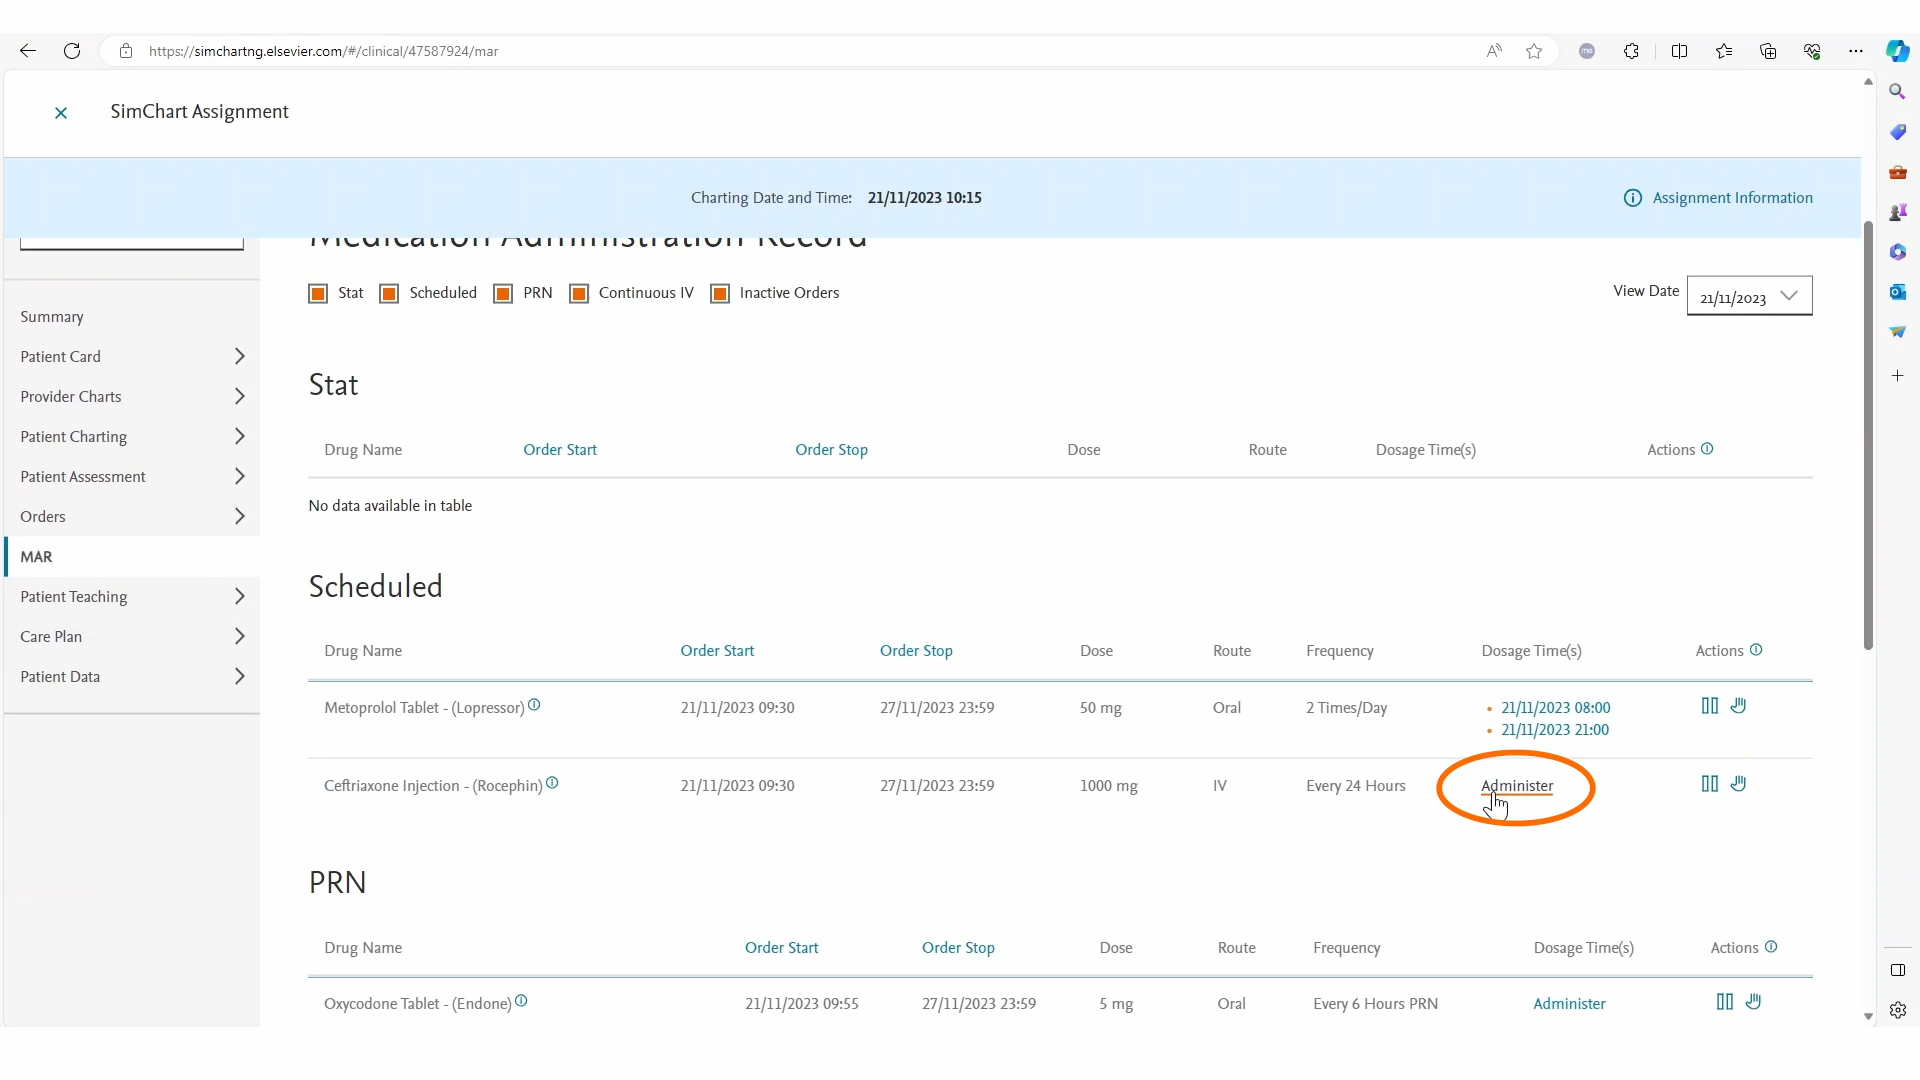 https://simchartng.elsevier.com/#/clinical/47587924/mar
SimChart Assignment
Charting Date and Time: 21/11/2023 10:15
Assignment Information
Medication Administration Record
Stat Scheduled PRN Continuous IV Inactive Orders
View Date 21/11/2023
Summary
Patient Card
Provider Charts
Patient Charting
Patient Assessment
Orders
MAR
Patient Teaching
Care Plan
Patient Data
Stat
Drug Name Order Start Order Stop Dose Route Dosage Time(s) Actions
No data available in table
Scheduled
Drug Name Order Start Order Stop Dose Route Frequency Dosage Time(s) Actions
Metoprolol Tablet - (Lopressor) 21/11/2023 09:30 27/11/2023 23:59 50 mg Oral 2 Times/Day • 21/11/2023 08:00
• 21/11/2023 21:00
Ceftriaxone Injection - (Rocephin) 21/11/2023 09:30 27/11/2023 23:59 1000 mg IV Every 24 Hours Administer
PRN
Drug Name Order Start Order Stop Dose Route Frequency Dosage Time(s) Actions
Oxycodone Tablet - (Endone) 21/11/2023 09:55 27/11/2023 23:59 5 mg Oral Every 6 Hours PRN Administer